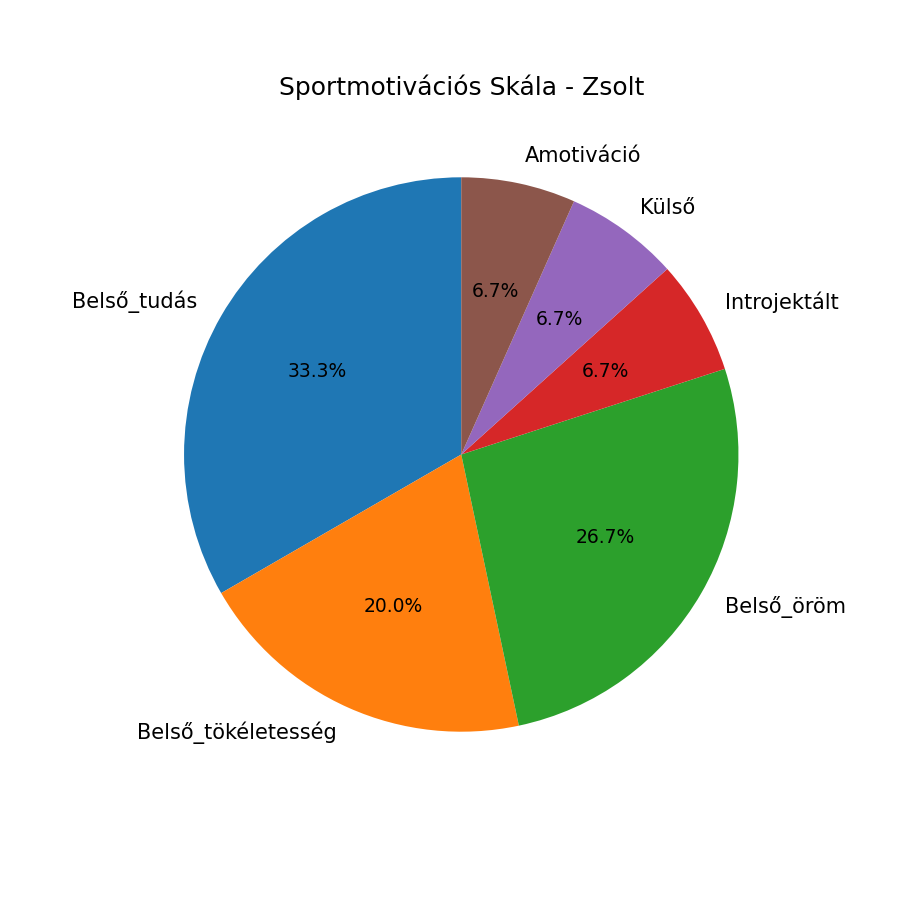 Sportmotivációs Skála - Zsolt
Amotiváció
Külső
Belső_tudás
Introjektált
6.7%
6.7%
33.3%
6.7%
26.7%
20.0%
Belső_öröm
Belső_tökéletesség